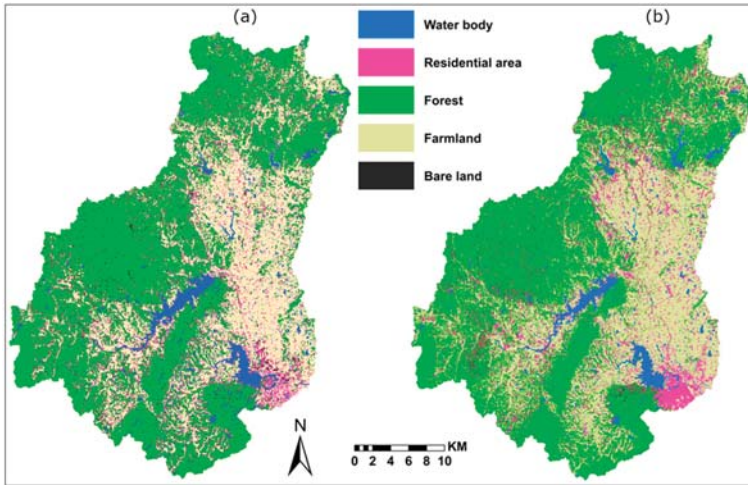 (a)
(b)
Water body
Residential area
Forest
Farmland
Bare land
N
KM
0 2 4 6 8 10